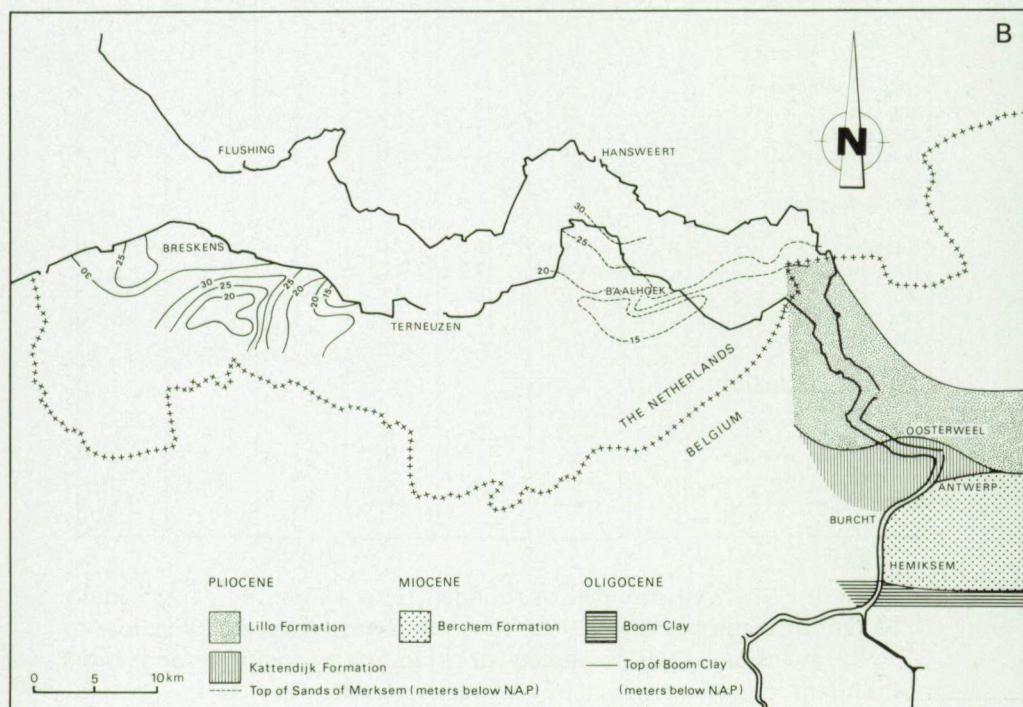 B
N
FLUSHING
HANSWEERT
BRESKENS
30
25
30
25
20
25
20
15
30
25
20
BAALHOEK
15
TERNEUZEN
THE NETHERLANDS
BELGIUM
OOSTERWEEL
ANTWERP
BURCHT
HEMIKSEM
PLIOCENE
MIOCENE
OLIGOCENE
Lillo Formation
Berchem Formation
Boom Clay
Kattendijk Formation
Top of Boom Clay
0 5 10km
Top of Sands of Merksem (meters below N.A.P)
(meters below N.A.P)